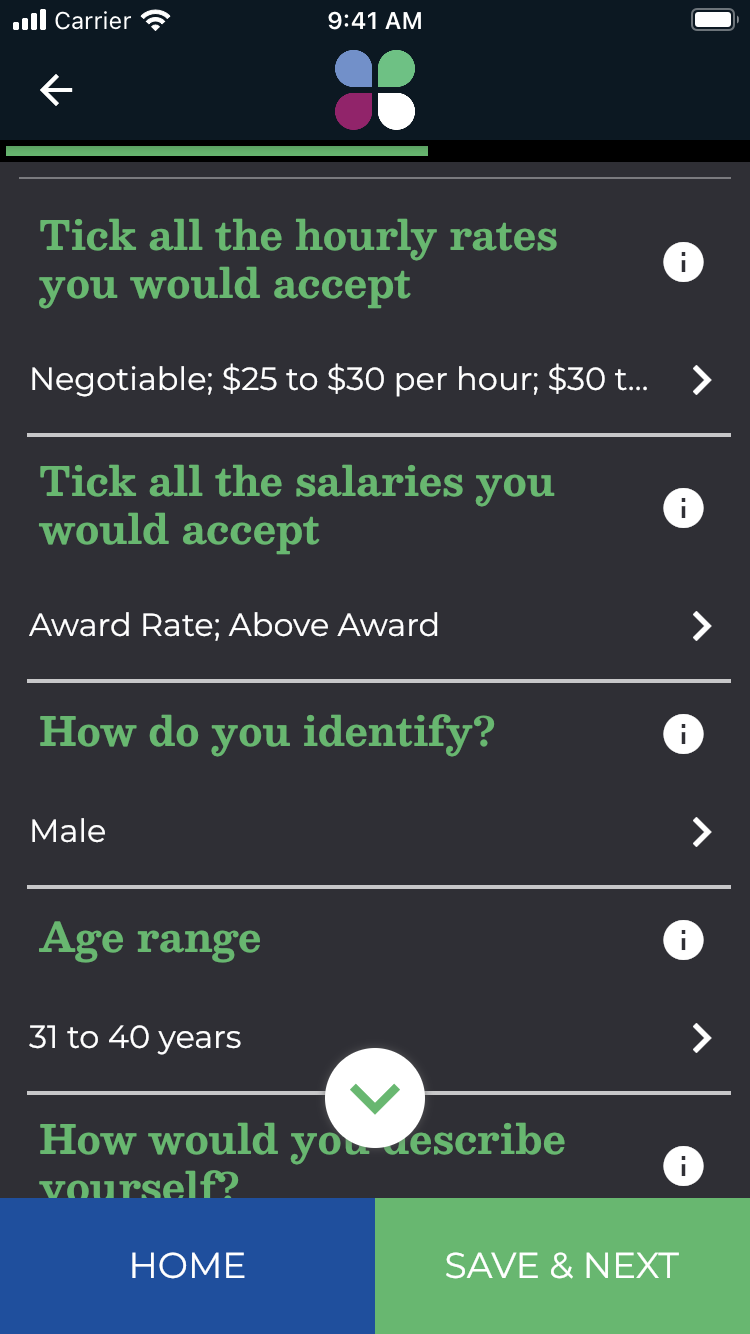 Carrier 9:41 AM
Tick all the hourly rates
you would accept
Negotiable; $25 to $30 per hour; $30 t...
Tick all the salaries you
would accept
Award Rate; Above Award
How do you identify?
Male
Age range
31 to 40 years
How would you describe
yourself?
HOME SAVE & NEXT